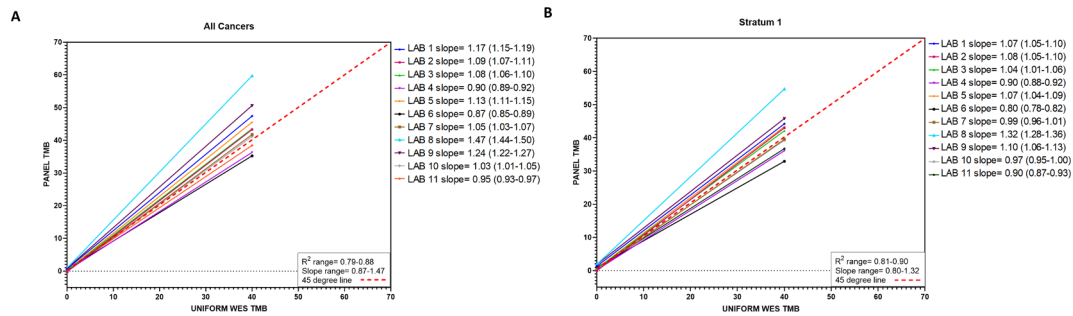 A
All Cancers
70
60
50
40
30
20
10
0
PANEL TMB
0 10 20 30 40 50 60 70
UNIFORM WES TMB
R² range= 0.79-0.88
Slope range= 0.87-1.47
45 degree line
LAB 1 slope= 1.17 (1.15-1.19)
LAB 2 slope= 1.09 (1.07-1.11)
LAB 3 slope= 1.08 (1.06-1.10)
LAB 4 slope= 0.90 (0.89-0.92)
LAB 5 slope= 1.13 (1.11-1.15)
LAB 6 slope= 0.87 (0.85-0.89)
LAB 7 slope= 1.05 (1.03-1.07)
LAB 8 slope= 1.47 (1.44-1.50)
LAB 9 slope= 1.24 (1.22-1.27)
LAB 10 slope= 1.03 (1.01-1.05)
LAB 11 slope= 0.95 (0.93-0.97)
B
Stratum 1
70
60
50
40
30
20
10
0
PANEL TMB
0 10 20 30 40 50 60 70
UNIFORM WES TMB
R² range= 0.81-0.90
Slope range= 0.80-1.32
45 degree line
LAB 1 slope= 1.07 (1.05-1.10)
LAB 2 slope= 1.08 (1.05-1.10)
LAB 3 slope= 1.04 (1.01-1.06)
LAB 4 slope= 0.90 (0.88-0.92)
LAB 5 slope= 1.07 (1.04-1.09)
LAB 6 slope= 0.80 (0.78-0.82)
LAB 7 slope= 0.99 (0.96-1.01)
LAB 8 slope= 1.32 (1.28-1.36)
LAB 9 slope= 1.10 (1.06-1.13)
LAB 10 slope= 0.97 (0.95-1.00)
LAB 11 slope= 0.90 (0.87-0.93)